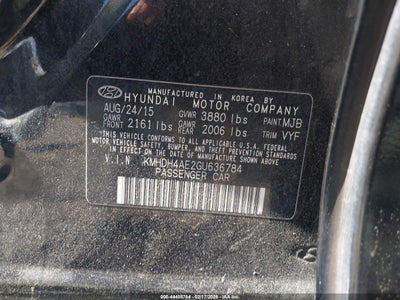 MANUFACTURED IN KOREA BY
HYUNDAI MOTOR COMPANY
AUG/24/15 GVWR 3880 lbs PAINT MJB
GAWR FRONT 2161 lbs GAWR REAR 2006 lbs TRIM VYF
THIS VEHICLE CONFORMS TO ALL APPLICABLE FEDERAL
MOTOR VEHICLE SAFETY, BUMPER, AND THEFT
PREVENTION STANDARDS IN EFFECT ON THE DATE OF
MANUFACTURE SHOWN ABOVE.
V.I.N KMHDH4AE2GU636784
PASSENGER CAR